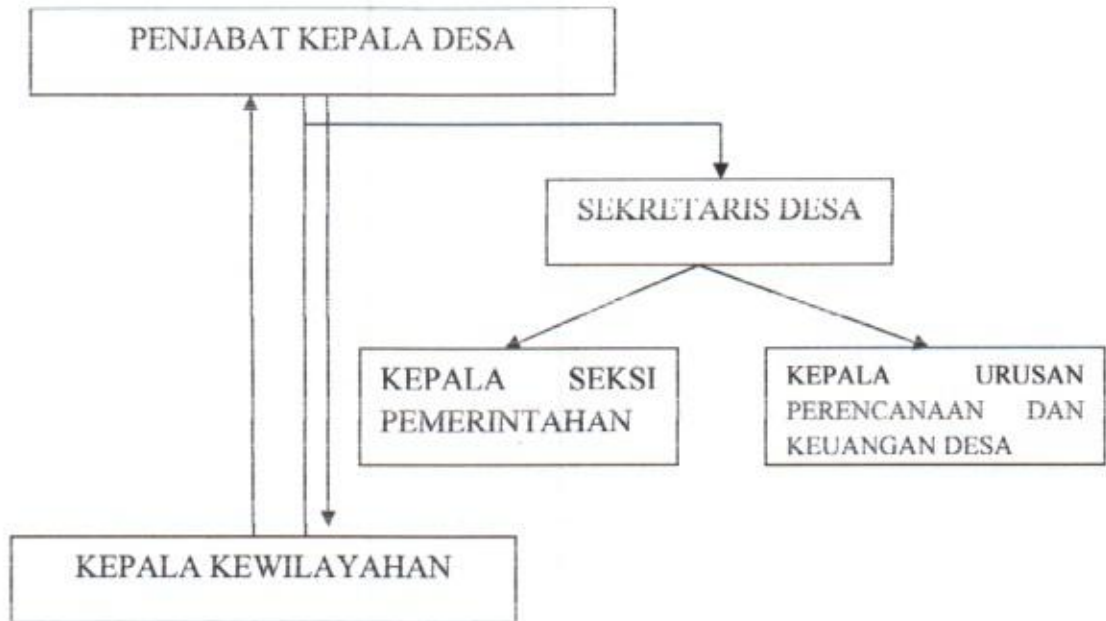 PENJABAT KEPALA DESA
SEKRETARIS DESA
KEPALA SEKSI
PEMERINTAHAN
KEPALA URUSAN
PERENCANAAN DAN
KEUANGAN DESA
KEPALA KEWILAYAHAN